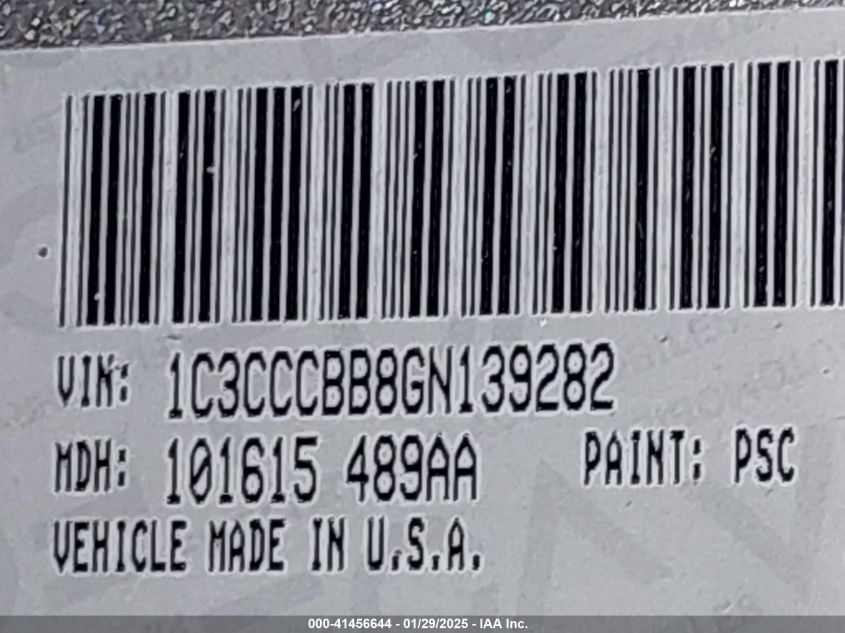 VIN: 1C3CCCBB8GN139282
MDH: 101615 489AA PAINT: PSC
VEHICLE MADE IN U.S.A.
000-41456644 - 01/29/2025 - IAA Inc.